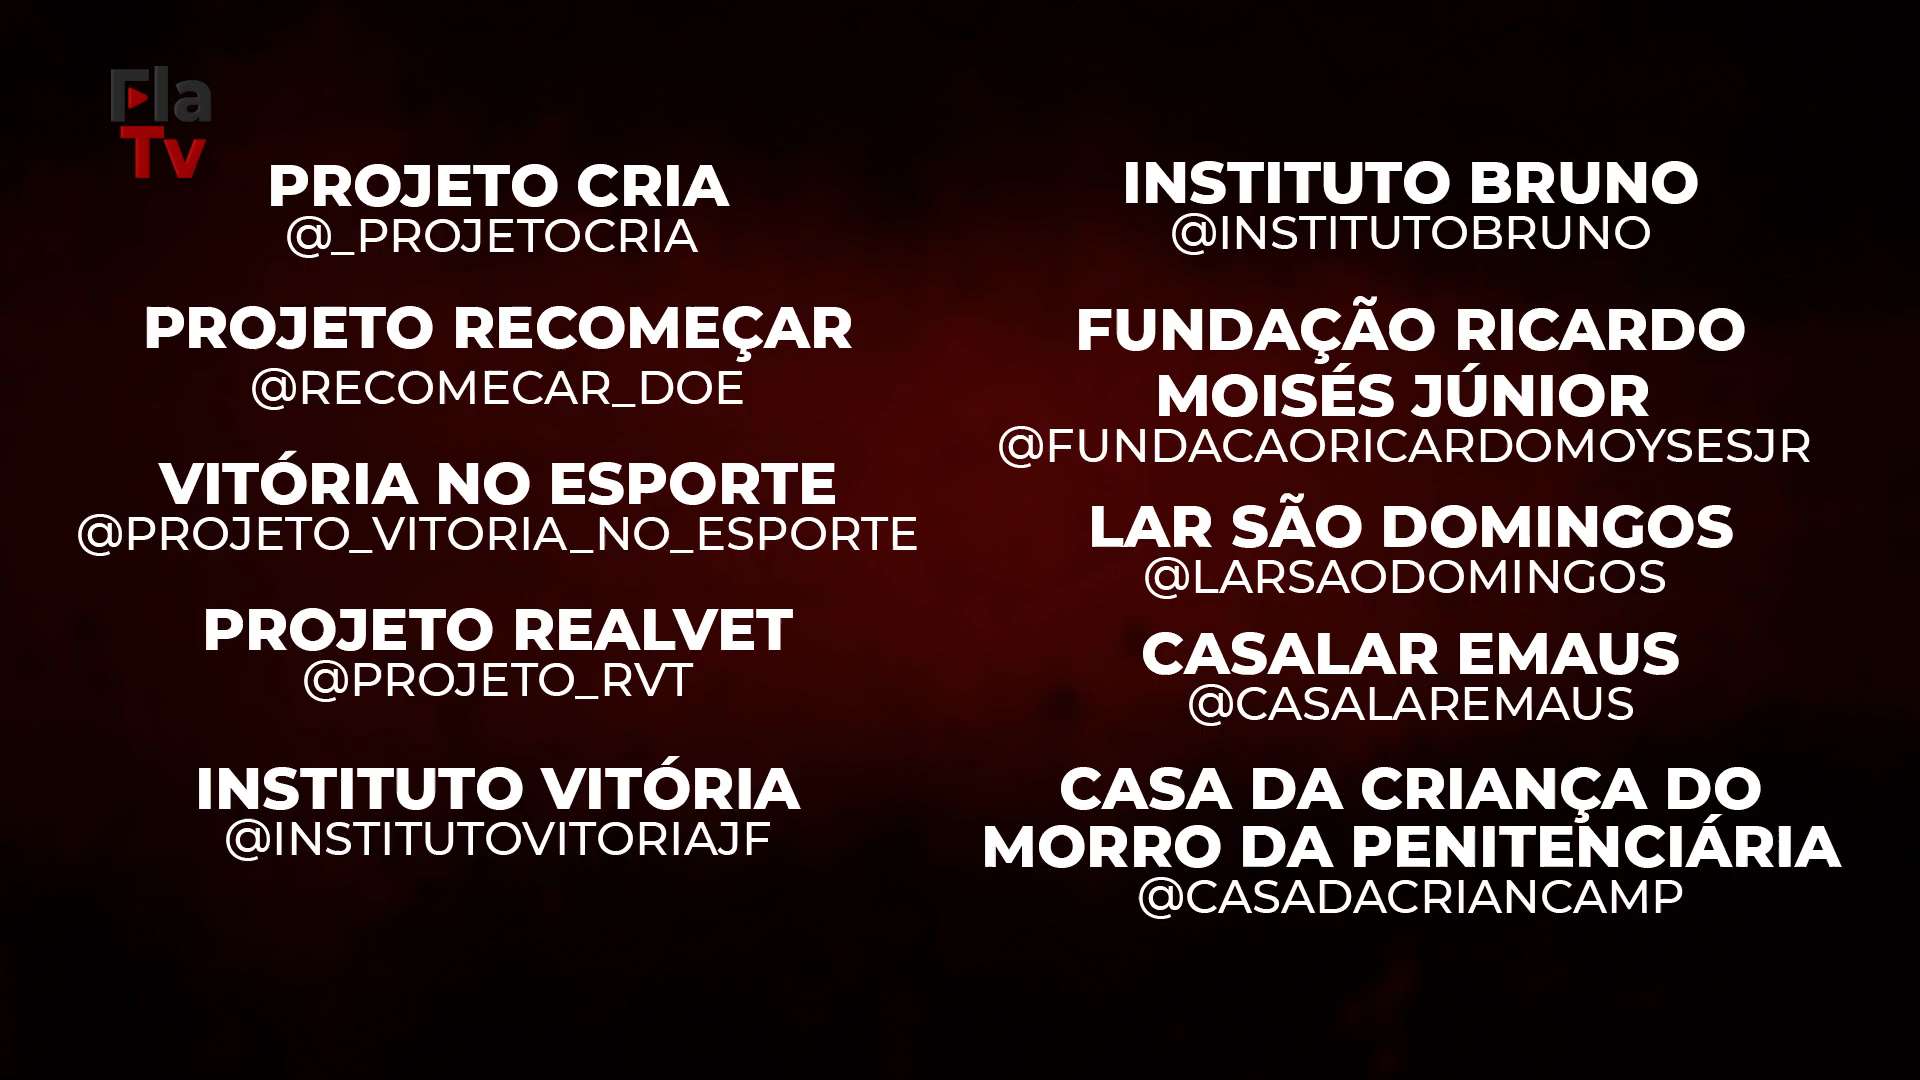 Fla
Tv
PROJETO CRIA
@_PROJETOCRIA
PROJETO RECOMEÇAR
@RECOMECAR_DOE
VITÓRIA NO ESPORTE
@PROJETO_VITORIA_NO_ESPORTE
PROJETO REALVET
@PROJETO_RVT
INSTITUTO VITÓRIA
@INSTITUTOVITORIAJF
INSTITUTO BRUNO
@INSTITUTOBRUNO
FUNDAÇÃO RICARDO
MOISÉS JÚNIOR
@FUNDACAORICARDOMOYSESJR
LAR SÃO DOMINGOS
@LARSAODOMINGOS
CASALAR EMAUS
@CASALAREMAUS
CASA DA CRIANÇA DO
MORRO DA PENITENCIÁRIA
@CASADACRIANCAMP